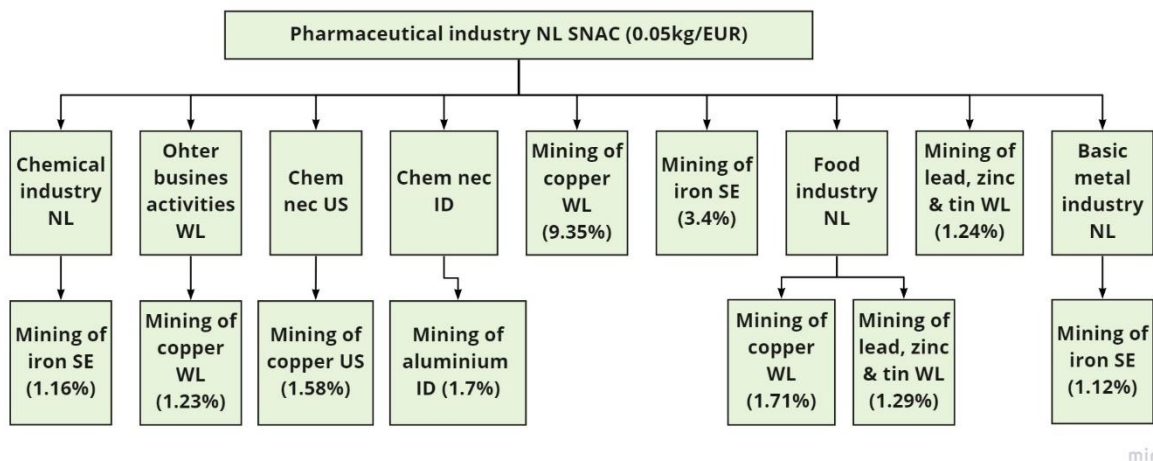 Pharmaceutical industry NL SNAC (0.05kg/EUR)
Chemical
industry
NL
Ohter
busines
activities
WL
Chem
nec US
Chem nec
ID
Mining of
copper
WL
(9.35%)
Mining of
iron SE
(3.4%)
Food
industry
NL
Mining of
lead, zinc
& tin WL
(1.24%)
Basic
metal
industry
NL
Mining of
iron SE
(1.16%)
Mining of
copper
WL
(1.23%)
Mining of
copper US
(1.58%)
Mining of
aluminium
ID (1.7%)
Mining of
copper
WL
(1.71%)
Mining of
lead, zinc
& tin WL
(1.29%)
Mining of
iron SE
(1.12%)